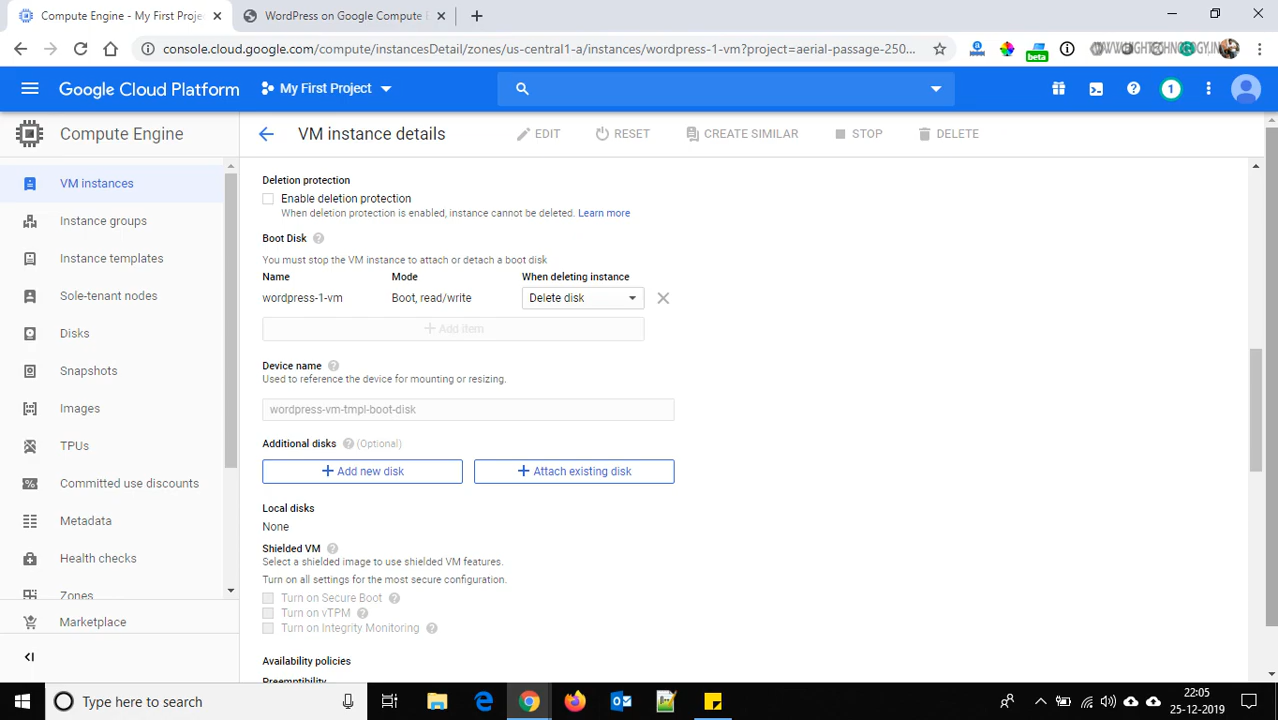 Compute Engine - My First Proje
WordPress on Google Compute E
console.cloud.google.com/compute/instancesDetail/zones/us-central1-a/instances/wordpress-1-vm?project=aerial-passage-250...
beta
Google Cloud Platform
My First Project
1
Compute Engine
VM instance details
EDIT
RESET
CREATE SIMILAR
STOP
DELETE
VM instances
Instance groups
Instance templates
Sole-tenant nodes
Disks
Snapshots
Images
TPUs
Committed use discounts
Metadata
Health checks
Zones
Marketplace
Deletion protection
Enable deletion protection
When deletion protection is enabled, instance cannot be deleted. Learn more
Boot Disk
You must stop the VM instance to attach or detach a boot disk
Name Mode When deleting instance
wordpress-1-vm Boot, read/write Delete disk
+ Add item
Device name
Used to reference the device for mounting or resizing.
wordpress-vm-tmpl-boot-disk
Additional disks (Optional)
+ Add new disk
+ Attach existing disk
Local disks
None
Shielded VM
Select a shielded image to use shielded VM features.
Turn on all settings for the most secure configuration.
Turn on Secure Boot
Turn on vTPM
Turn on Integrity Monitoring
Availability policies
Preemptibility
Type here to search
22:05
25-12-2019